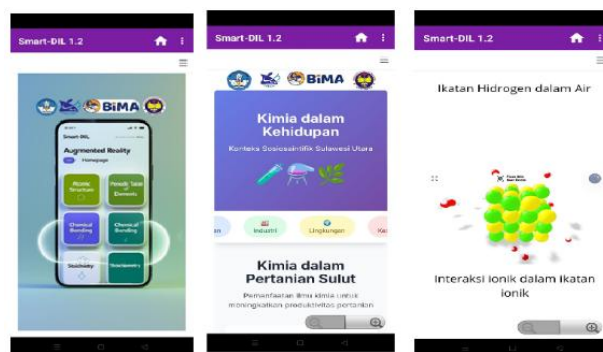 Smart-DIL 1.2
BiMA
Smart-DIL
Augmented Reality
Homepage
Atomic
Structure
Periodic Table
of
Elements
Chemical
Bonding
Chemical
Bonding
Smart-DIL 1.2
BiMA
Kimia dalam
Kehidupan
Konteks Sosiosaintifik Sulawesi Utara
Industri
Lingkungan
Kimia dalam
Pertanian Sulut
Pemanfaatan ilmu kimia untuk
meningkatkan produktivitas pertanian
Smart-DIL 1.2
Ikatan Hidrogen dalam Air
Interaksi ionik dalam ikatan
ionik